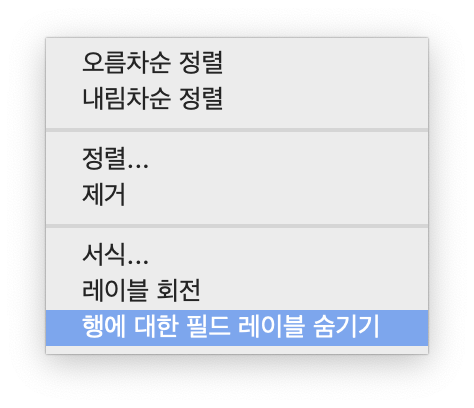 오름차순 정렬
내림차순 정렬
정렬...
제거
서식...
레이블 회전
행에 대한 필드 레이블 숨기기